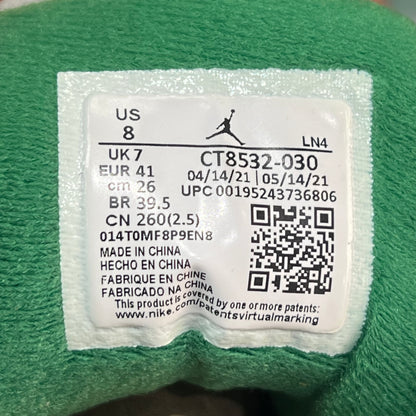 US
8
LN4
UK 7
EUR 41
cm 26
BR 39.5
CN 260(2.5)
CT8532-030
04/14/21 | 05/14/21
UPC 00195243736806
014T0MF8P9EN8
MADE IN CHINA
HECHO EN CHINA
FABRIQUE EN CHINE
FABRICADO NA CHINA
This product is covered by one or more patents:
www.nike.com/patentsvirtualmarking